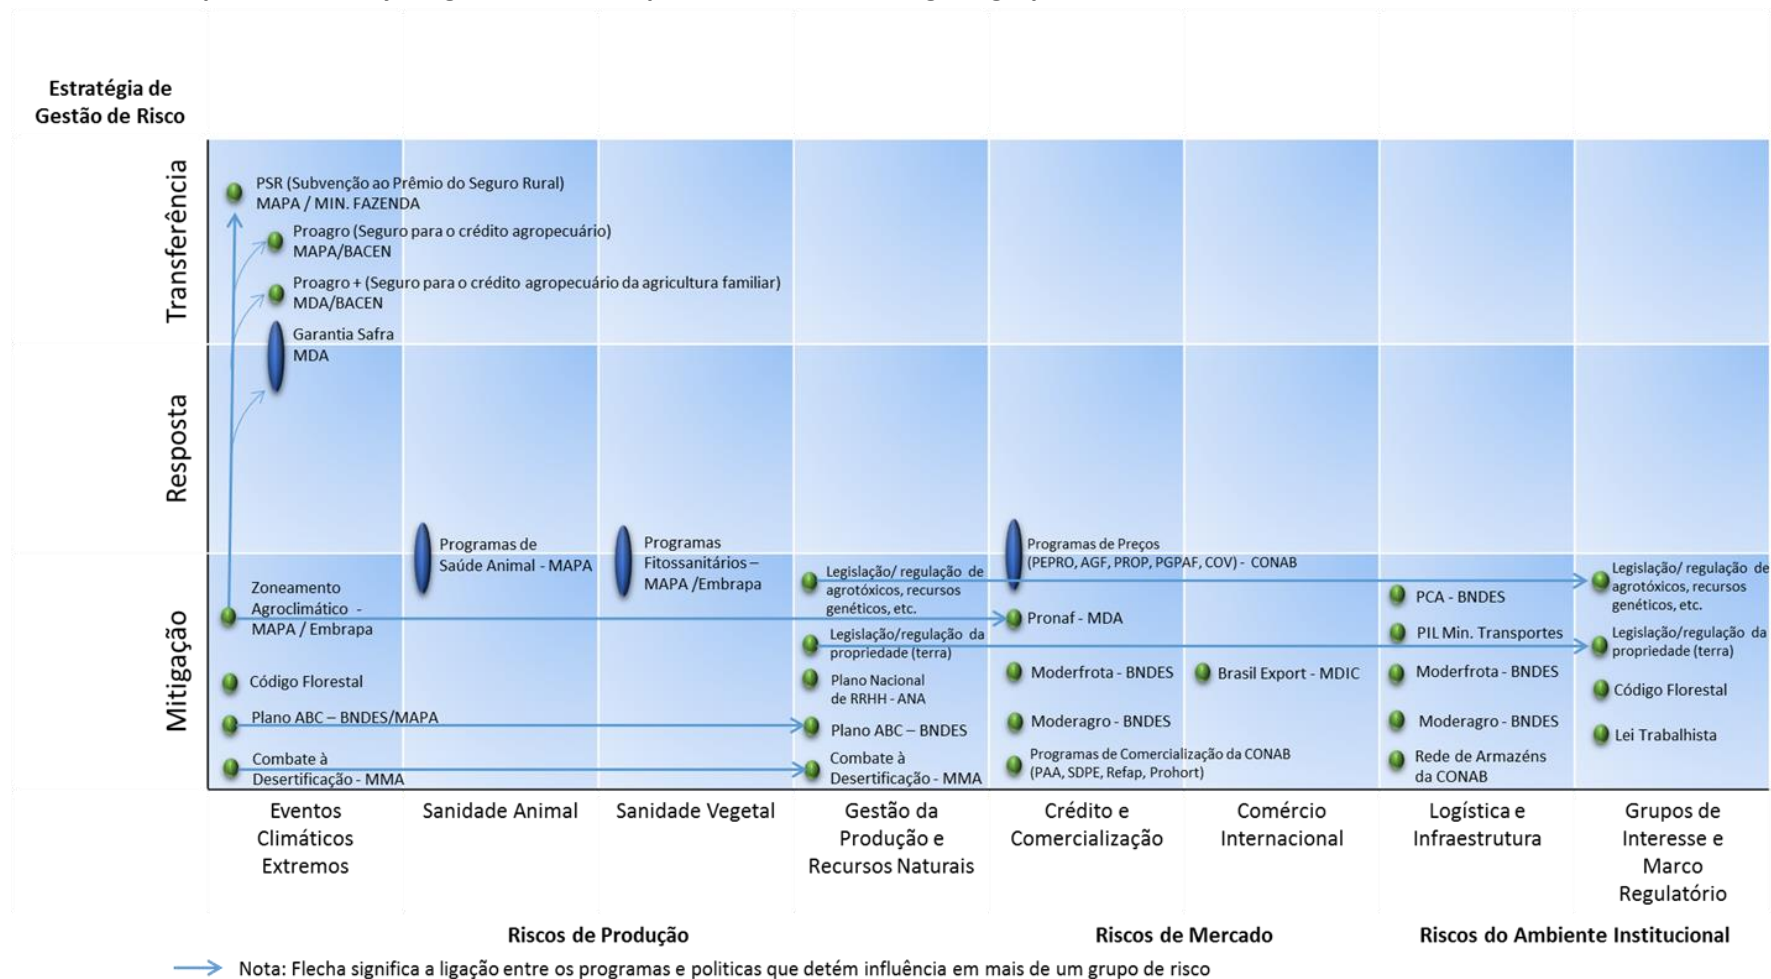 Estratégia de
Gestão de Risco
Transferência
PSR (Subvenção ao Prêmio do Seguro Rural)
MAPA / MIN. FAZENDA
Proagro (Seguro para o crédito agropecuário)
MAPA/BACEN
Proagro + (Seguro para o crédito agropecuário da agricultura familiar)
MDA/BACEN
Garantia Safra
MDA
Resposta
Mitigação
Zoneamento
Agroclimático -
MAPA / Embrapa
Código Florestal
Plano ABC – BNDES/MAPA
Combate à
Desertificação - MMA
Programas de
Saúde Animal - MAPA
Programas
Fitossanitários –
MAPA /Embrapa
Legislação/ regulação de
agrotóxicos, recursos
genéticos, etc.
Legislação/regulação da
propriedade (terra)
Plano Nacional
de RRHH - ANA
Plano ABC – BNDES
Combate à
Desertificação - MMA
Programas de Preços
(PEPRO, AGF, PROP, PGPAF, COV) - CONAB
Pronaf - MDA
Moderfrota - BNDES
Moderagro - BNDES
Programas de Comercialização da CONAB
(PAA, SDPE, Refap, Prohort)
Brasil Export - MDIC
PCA - BNDES
PIL Min. Transportes
Moderfrota - BNDES
Moderagro - BNDES
Rede de Armazéns
da CONAB
Legislação/ regulação de
agrotóxicos, recursos
genéticos, etc.
Legislação/regulação da
propriedade (terra)
Código Florestal
Lei Trabalhista
Eventos
Climáticos
Extremos
Sanidade Animal
Sanidade Vegetal
Gestão da
Produção e
Recursos Naturais
Crédito e
Comercialização
Comércio
Internacional
Logística e
Infraestrutura
Grupos de
Interesse e
Marco
Regulatório
Riscos de Produção
Riscos de Mercado
Riscos do Ambiente Institucional
Nota: Flecha significa a ligação entre os programas e politicas que detém influência em mais de um grupo de risco